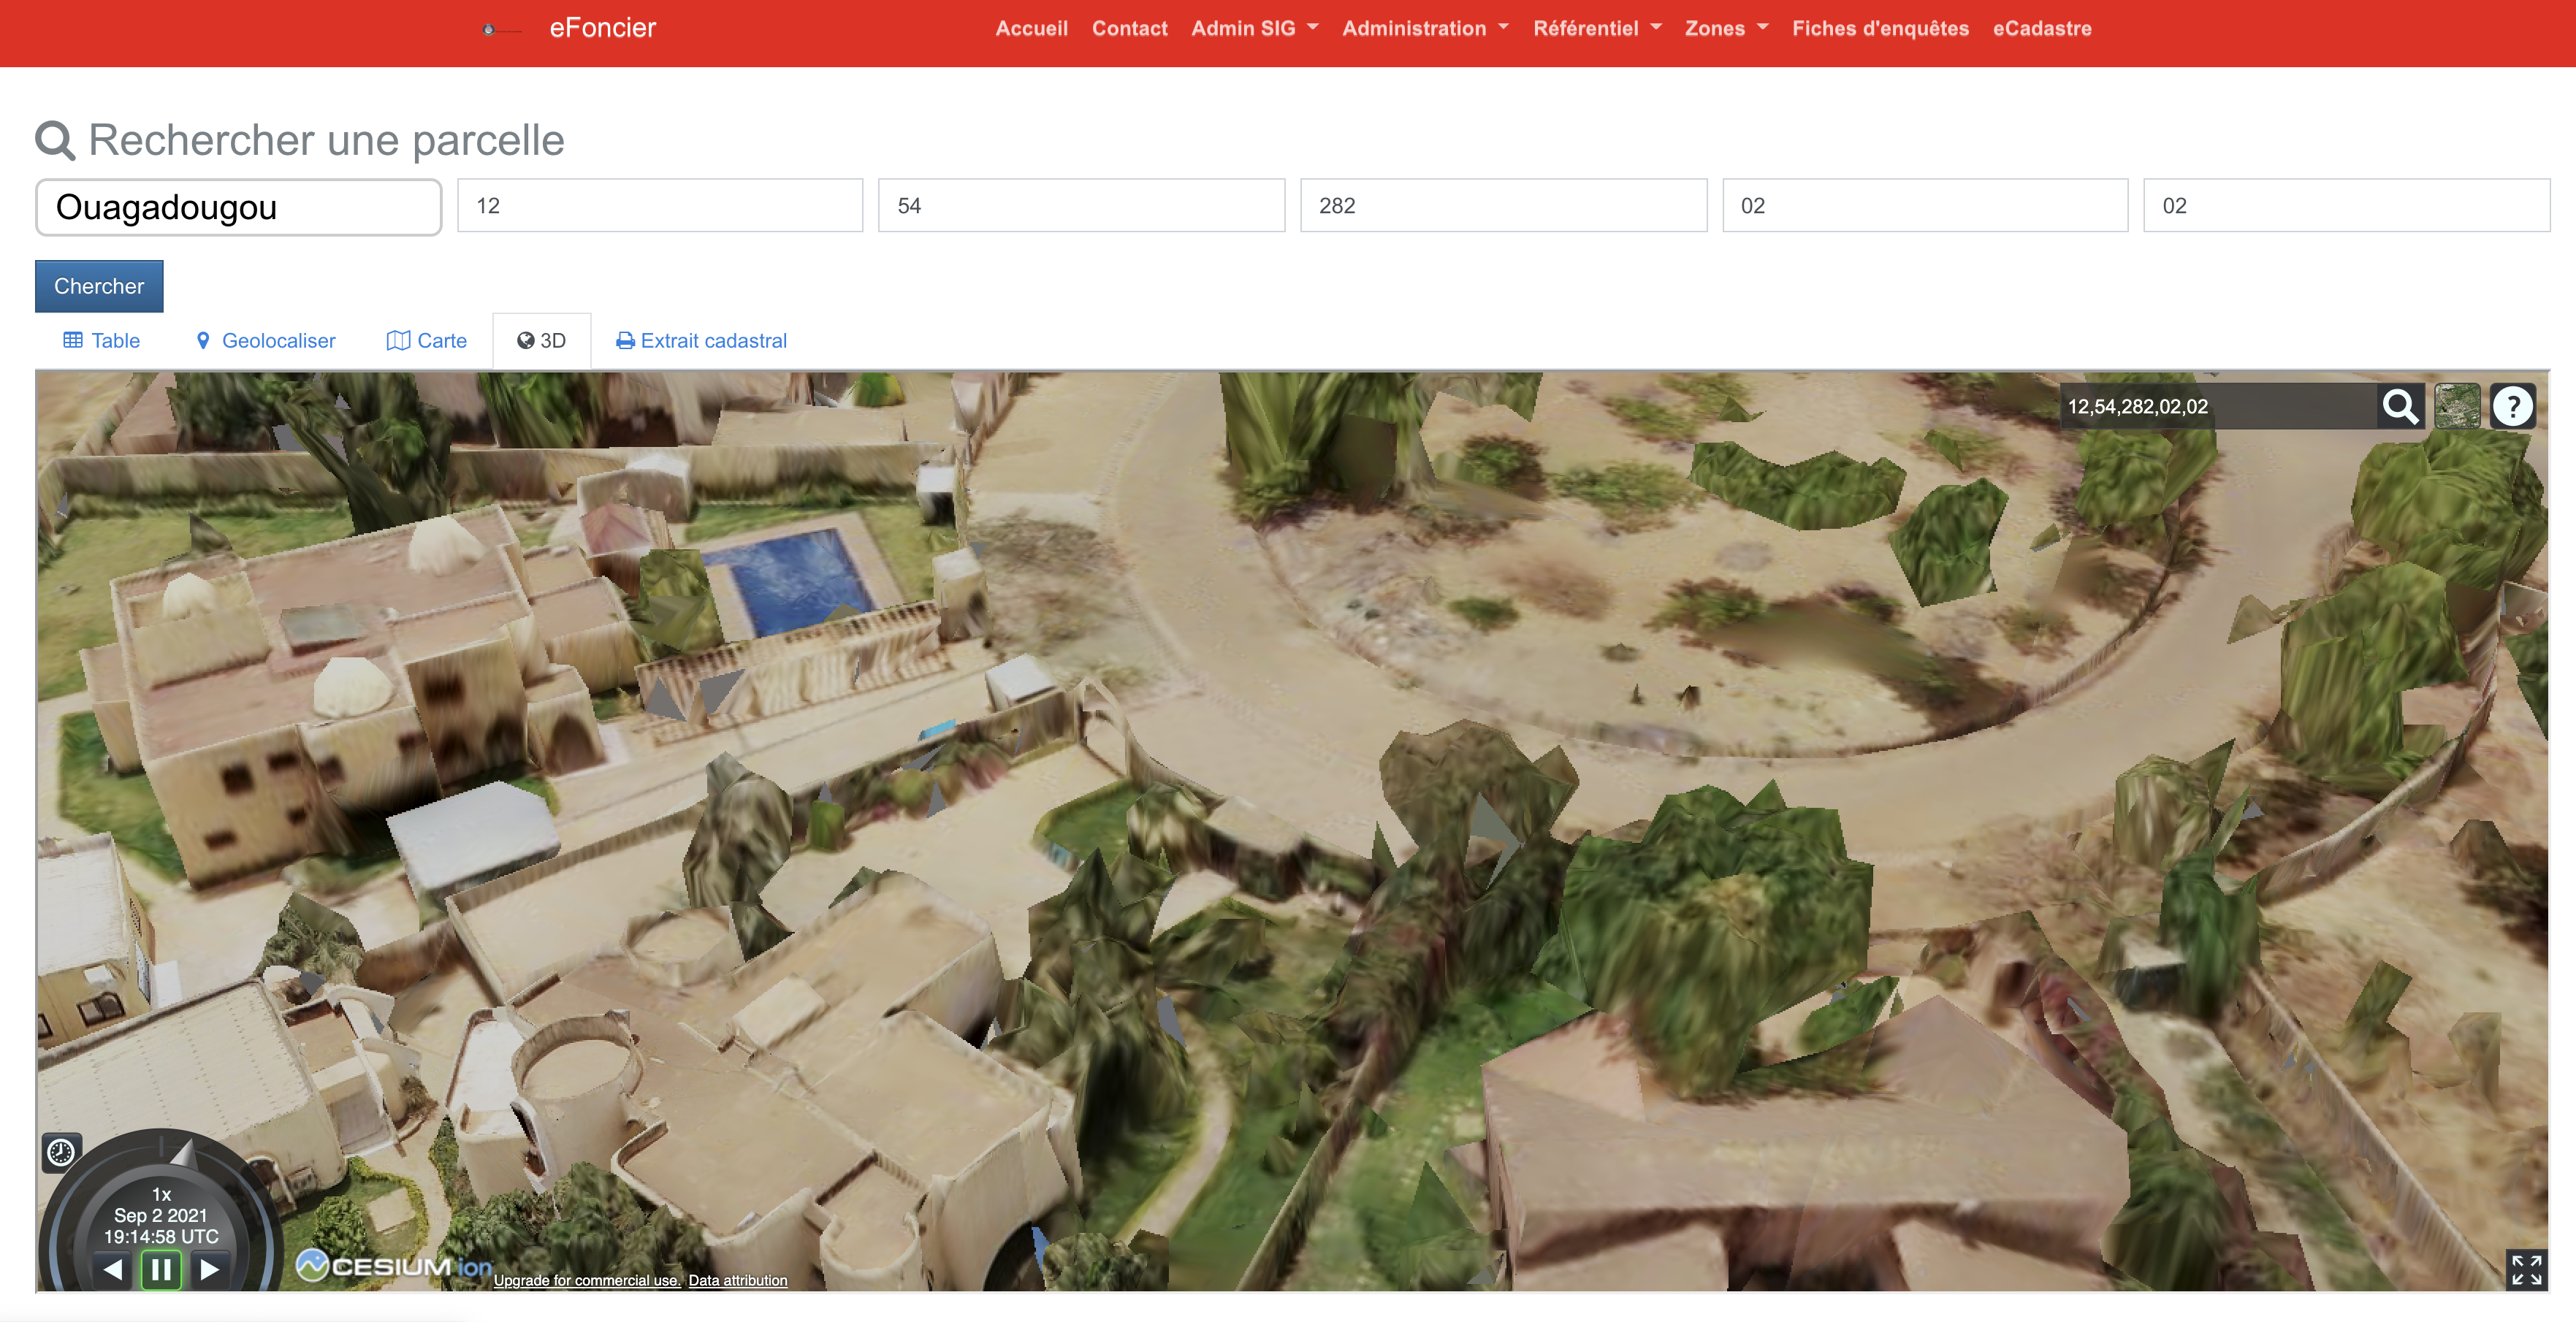 eFoncier
Accueil Contact Admin SIG Administration Référentiel Zones Fiches d'enquêtes eCadastre
Rechercher une parcelle
Ouagadougou 12 54 282 02 02
Chercher
Table Geolocaliser Carte 3D Extrait cadastral
12,54,282,02,02
?
1x
Sep 2 2021
19:14:58 UTC
CESIUM ion
Upgrade for commercial use. Data attribution